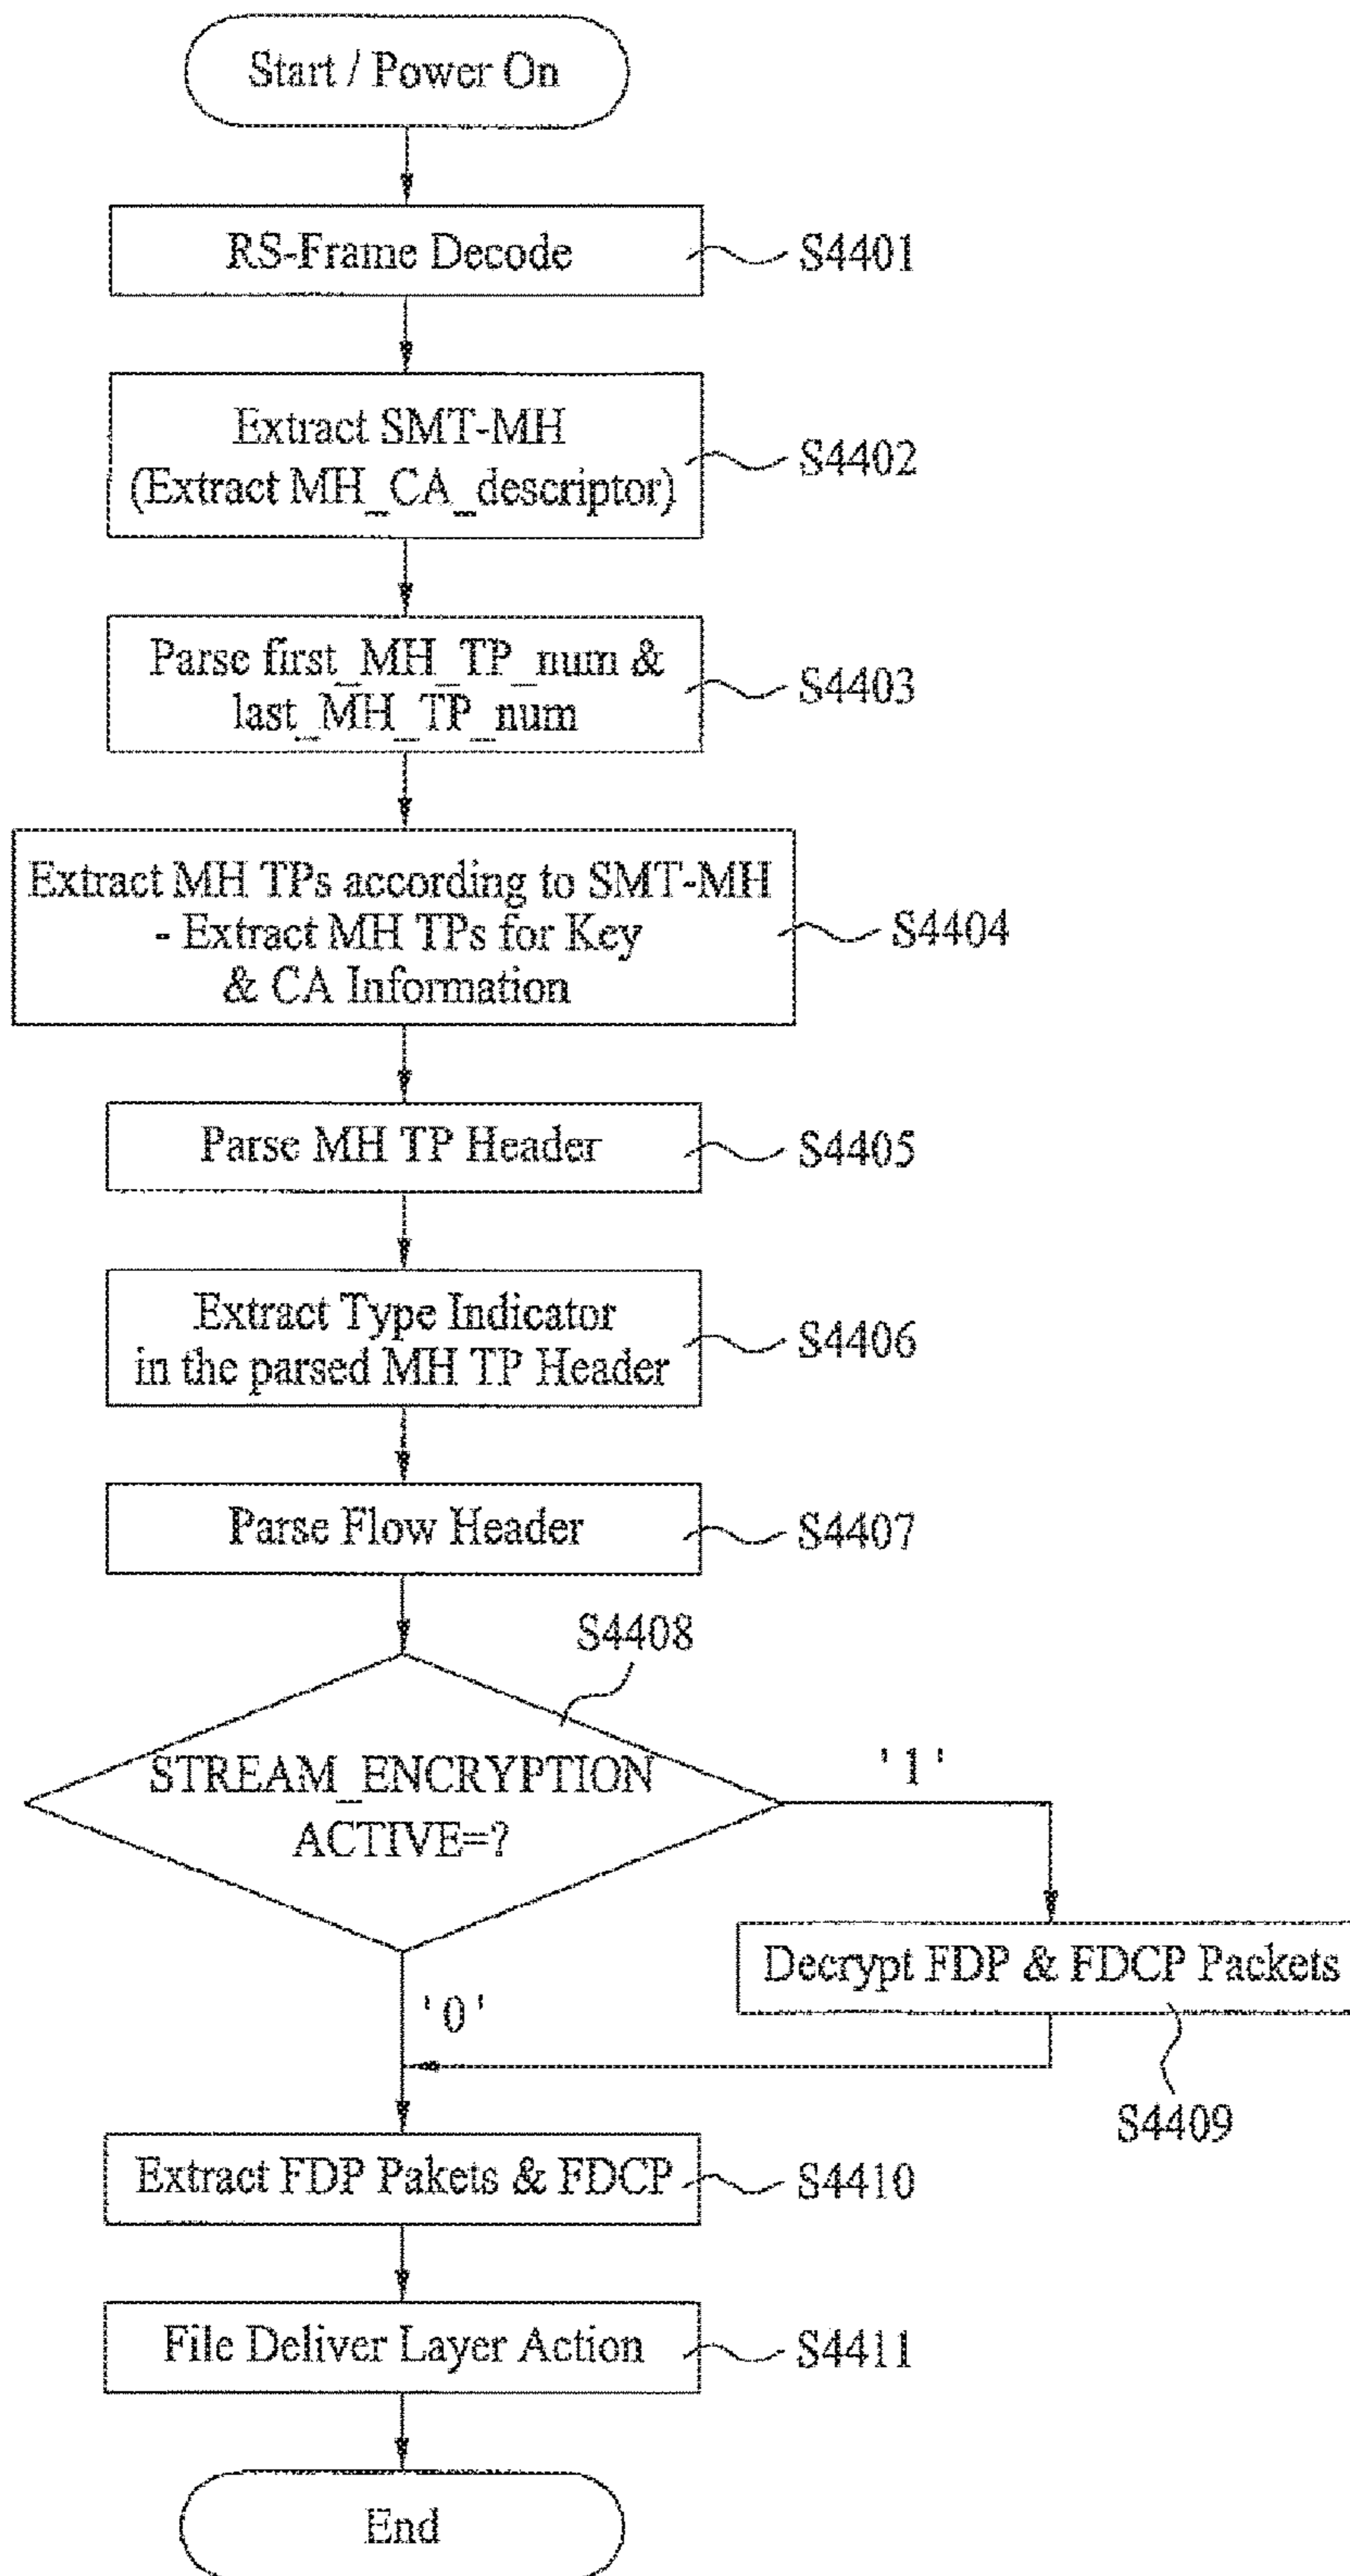 Start / Power On
RS-Frame Decode
S4401
Extract SMT-MH
(Extract MH_CA_descriptor)
S4402
Parse first_MH_TP_num &
last_MH_TP_num
S4403
Extract MH TPs according to SMT-MH
- Extract MH TPs for Key
& CA Information
S4404
Parse MH TP Header
S4405
Extract Type Indicator
in the parsed MH TP Header
S4406
Parse Flow Header
S4407
S4408
STREAM_ENCRYPTION
ACTIVE=?
'1'
Decrypt FDP & FDCP Packets
'0'
S4409
Extract FDP Pakets & FDCP
S4410
File Deliver Layer Action
S4411
End